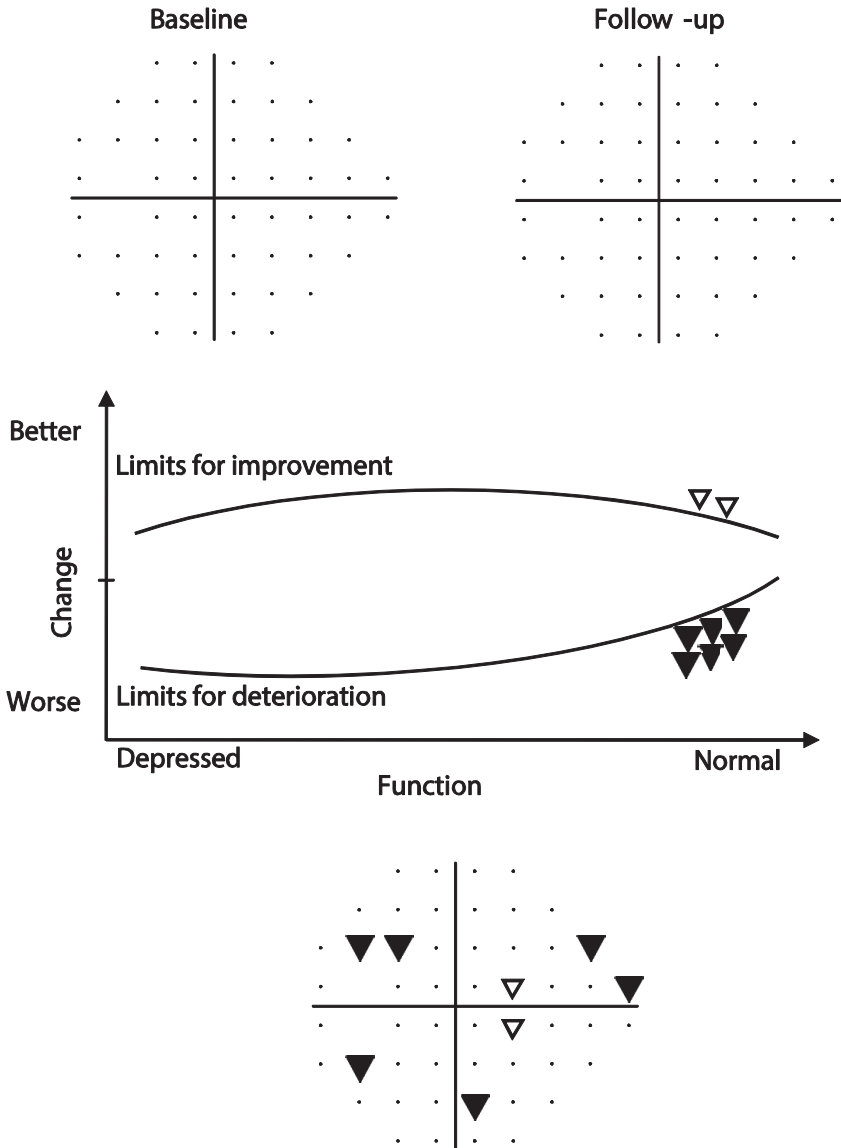 Baseline
Follow -up
Better
Limits for improvement
Change
Worse
Limits for deterioration
Depressed
Normal
Function